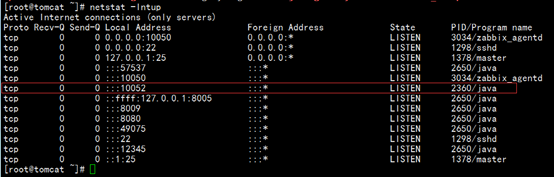 [root@tomcat ~]# netstat -lntup
Active Internet connections (only servers)
Proto Recv-Q Send-Q Local Address Foreign Address State PID/Program name
tcp 0 0 0.0.0.0:10050 0.0.0.0:* LISTEN 3034/zabbix_agentd
tcp 0 0 0.0.0.0:22 0.0.0.0:* LISTEN 1298/sshd
tcp 0 0 127.0.0.1:25 0.0.0.0:* LISTEN 1378/master
tcp 0 0 :::57537 :::* LISTEN 2650/java
tcp 0 0 :::10050 :::* LISTEN 3034/zabbix_agentd
tcp 0 0 :::10052 :::* LISTEN 2360/java
tcp 0 0 ::ffff:127.0.0.1:8005 :::* LISTEN 2650/java
tcp 0 0 :::8009 :::* LISTEN 2650/java
tcp 0 0 :::8080 :::* LISTEN 2650/java
tcp 0 0 :::49075 :::* LISTEN 2650/java
tcp 0 0 :::22 :::* LISTEN 1298/sshd
tcp 0 0 :::12345 :::* LISTEN 2650/java
tcp 0 0 ::1:25 :::* LISTEN 1378/master
[root@tomcat ~]#